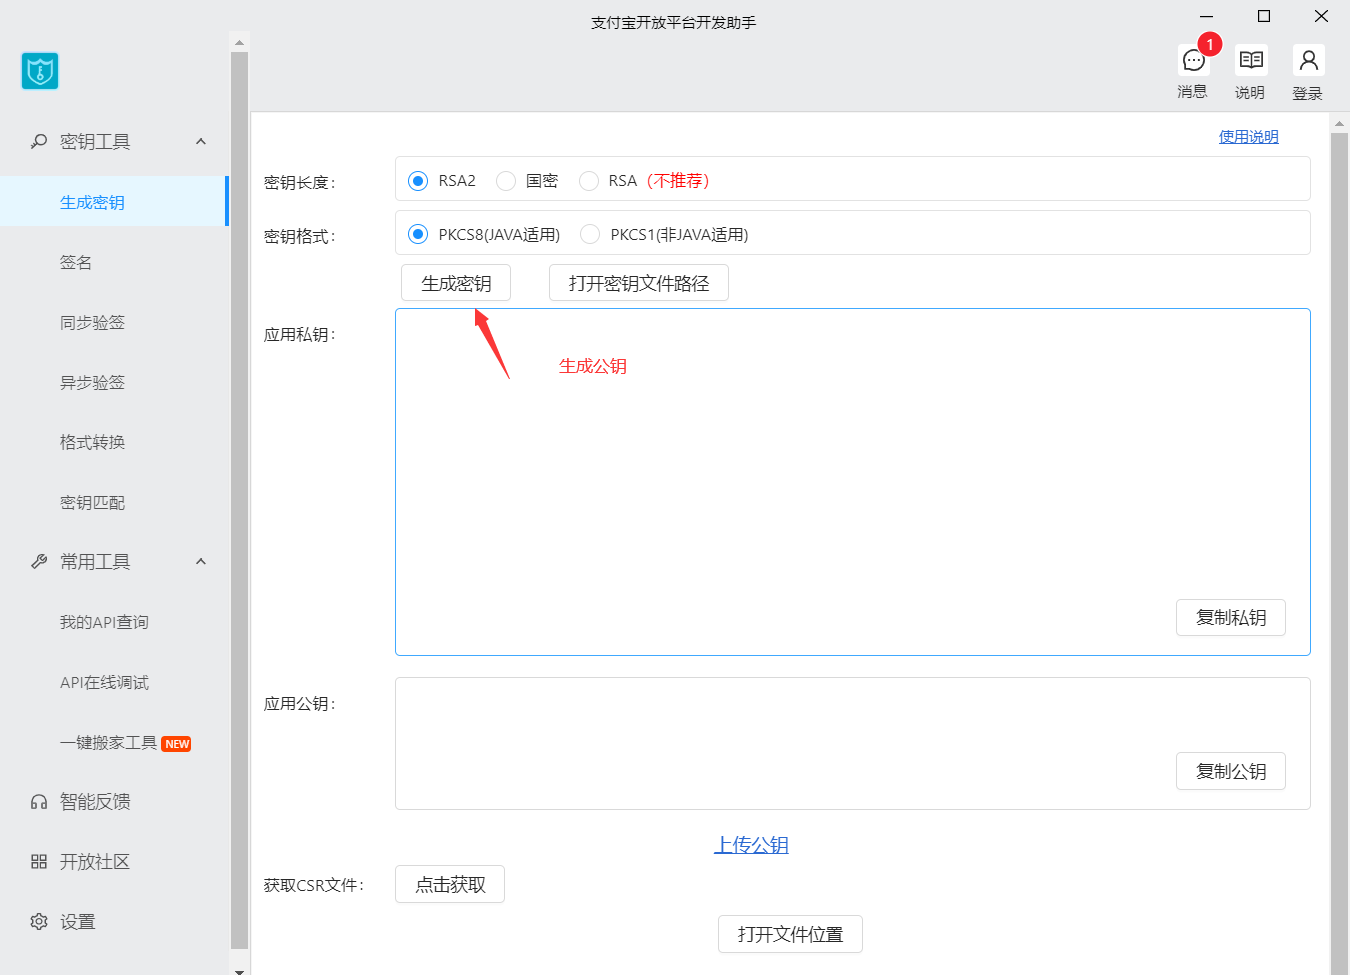 支付宝开放平台开发助手
1
消息
说明
登录
密钥工具
生成密钥
签名
同步验签
异步验签
格式转换
密钥匹配
常用工具
我的API查询
API在线调试
一键搬家工具 NEW
智能反馈
开放社区
设置
使用说明
密钥长度： RSA2 国密 RSA（不推荐）
密钥格式： PKCS8(JAVA适用) PKCS1(非JAVA适用)
生成密钥 打开密钥文件路径
应用私钥：
生成公钥
复制私钥
应用公钥：
复制公钥
上传公钥
获取CSR文件： 点击获取
打开文件位置